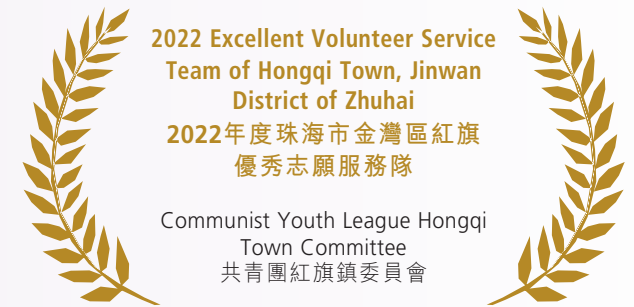 2022 Excellent Volunteer Service
Team of Hongqi Town, Jinwan
District of Zhuhai
2022年度珠海市金灣區紅旗
優秀志願服務隊
Communist Youth League Hongqi
Town Committee
共青團紅旗鎮委員會